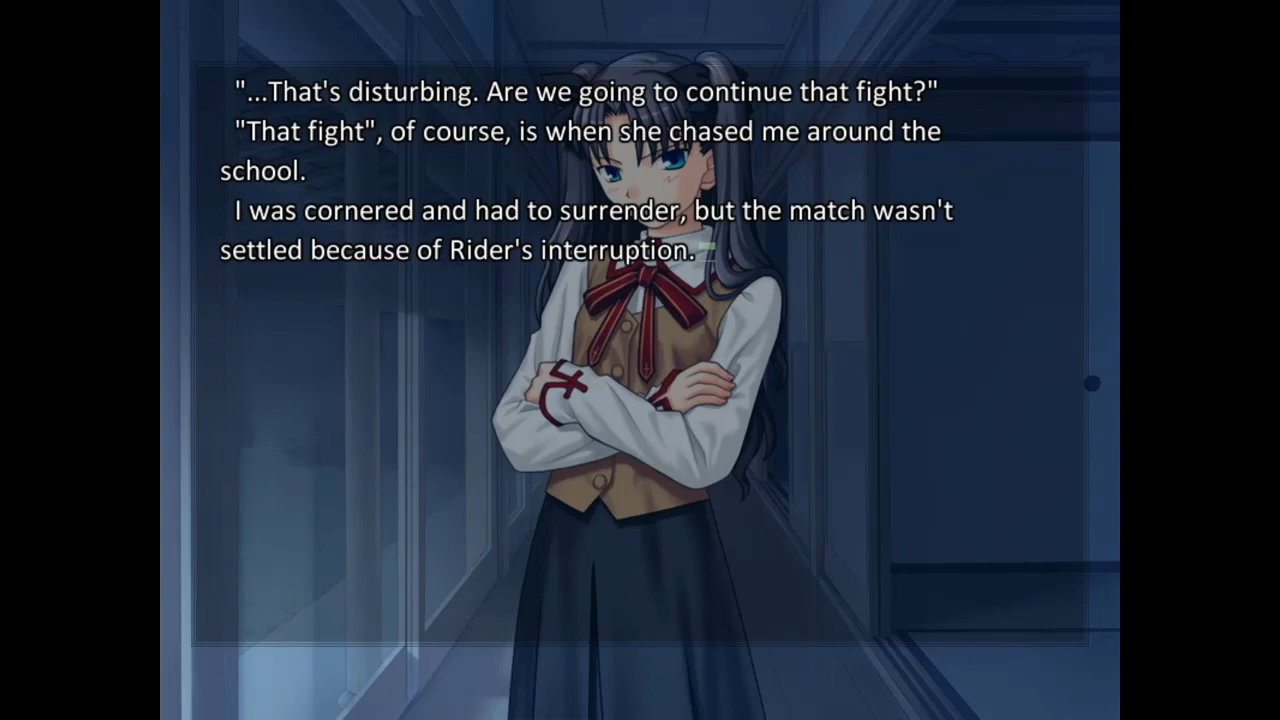 "...That's disturbing. Are we going to continue that fight?"
"That fight", of course, is when she chased me around the
school.
I was cornered and had to surrender, but the match wasn't
settled because of Rider's interruption.